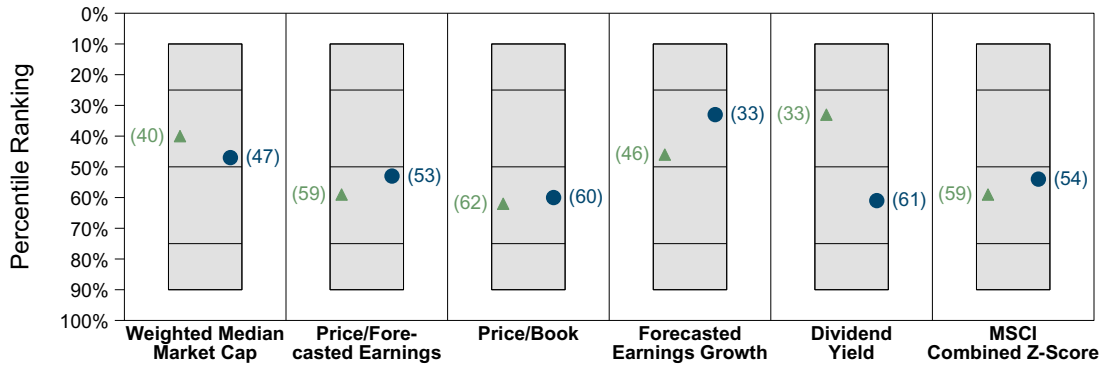 Percentile Ranking
0%
10%
20%
30%
40%
50%
60%
70%
80%
90%
100%
(40)
(47)
(59)
(53)
(62)
(60)
(46)
(33)
(33)
(61)
(59)
(54)
Weighted Median
Market Cap
Price/Fore-
casted Earnings
Price/Book
Forecasted
Earnings Growth
Dividend
Yield
MSCI
Combined Z-Score